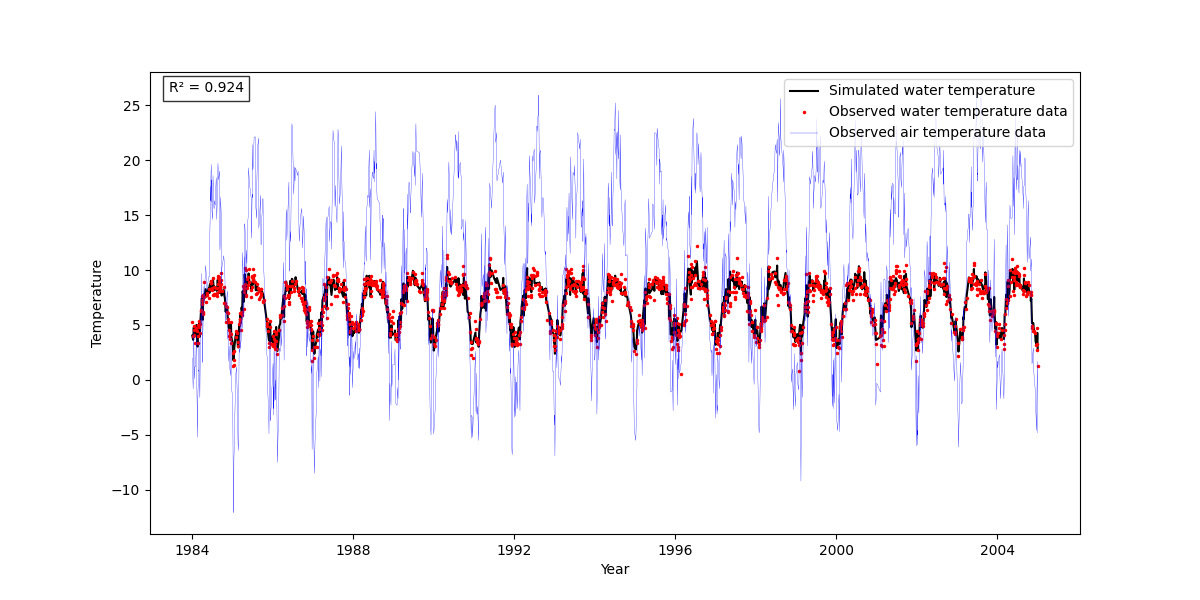 R² = 0.924
Simulated water temperature
Observed water temperature data
Observed air temperature data
Temperature
25
20
15
10
5
0
−5
−10
1984
1988
1992
1996
2000
2004
Year